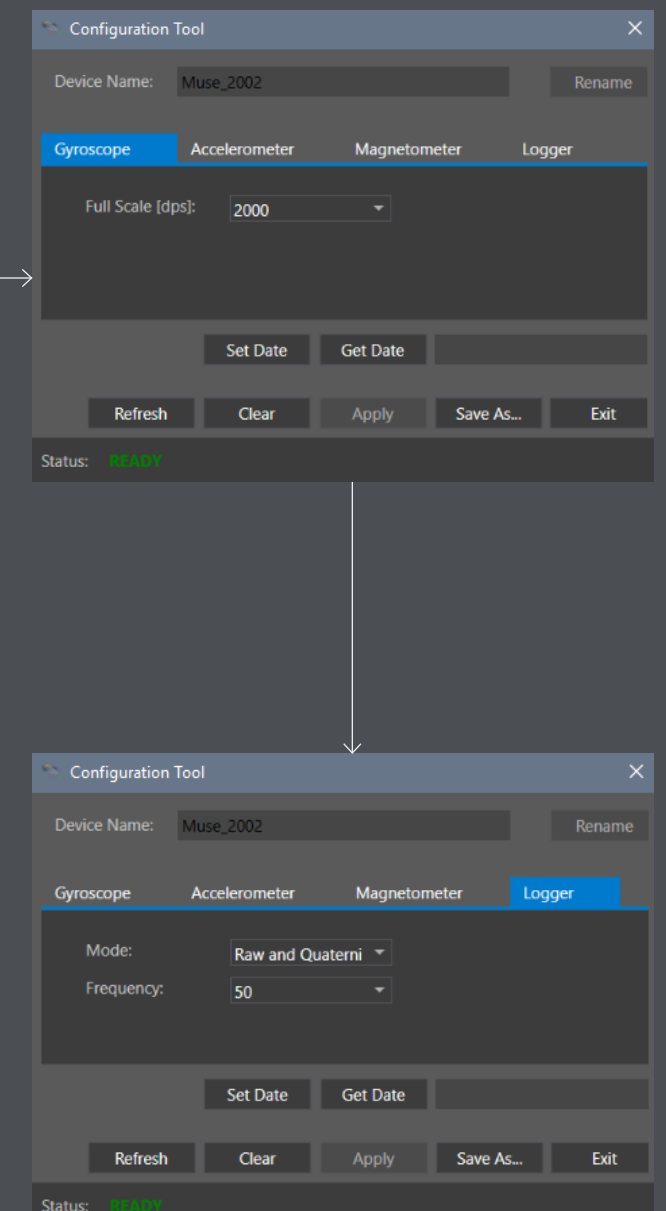 Configuration Tool
Device Name: Muse_2002 Rename
Gyroscope Accelerometer Magnetometer Logger
Full Scale [dps]: 2000
Set Date Get Date
Refresh Clear Apply Save As... Exit
Status: READY
Configuration Tool
Device Name: Muse_2002 Rename
Gyroscope Accelerometer Magnetometer Logger
Mode: Raw and Quaterni
Frequency: 50
Set Date Get Date
Refresh Clear Apply Save As... Exit
Status: READY